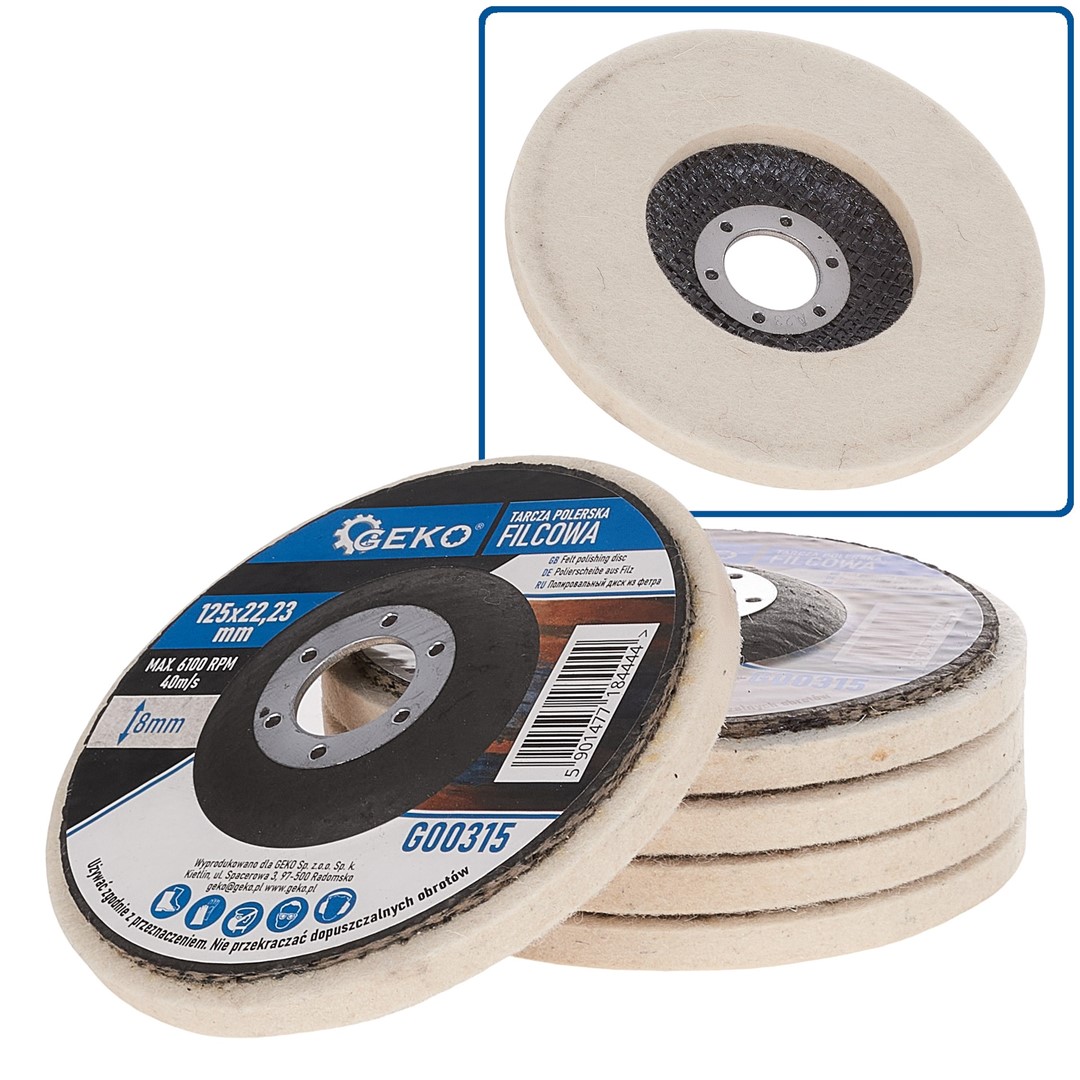 GEKO®
TARCZA POLERSKA
FILCOWA
GB Felt polishing disc
DE Polierscheibe aus Filz
RU Полировальный диск из фетра
125x22,23
mm
MAX. 6100 RPM
40m/s
8mm
5 901477 184444 >
G00315
Wyprodukowano dla GEKO Sp. z.o.o. Sp. k.
Kietlin, ul. Spacerowa 3, 97-500 Radomsko
geko@geko.pl www.geko.pl
Używać zgodnie z przeznaczeniem. Nie przekraczać dopuszczalnych obrotów
FILCOWA
G00315